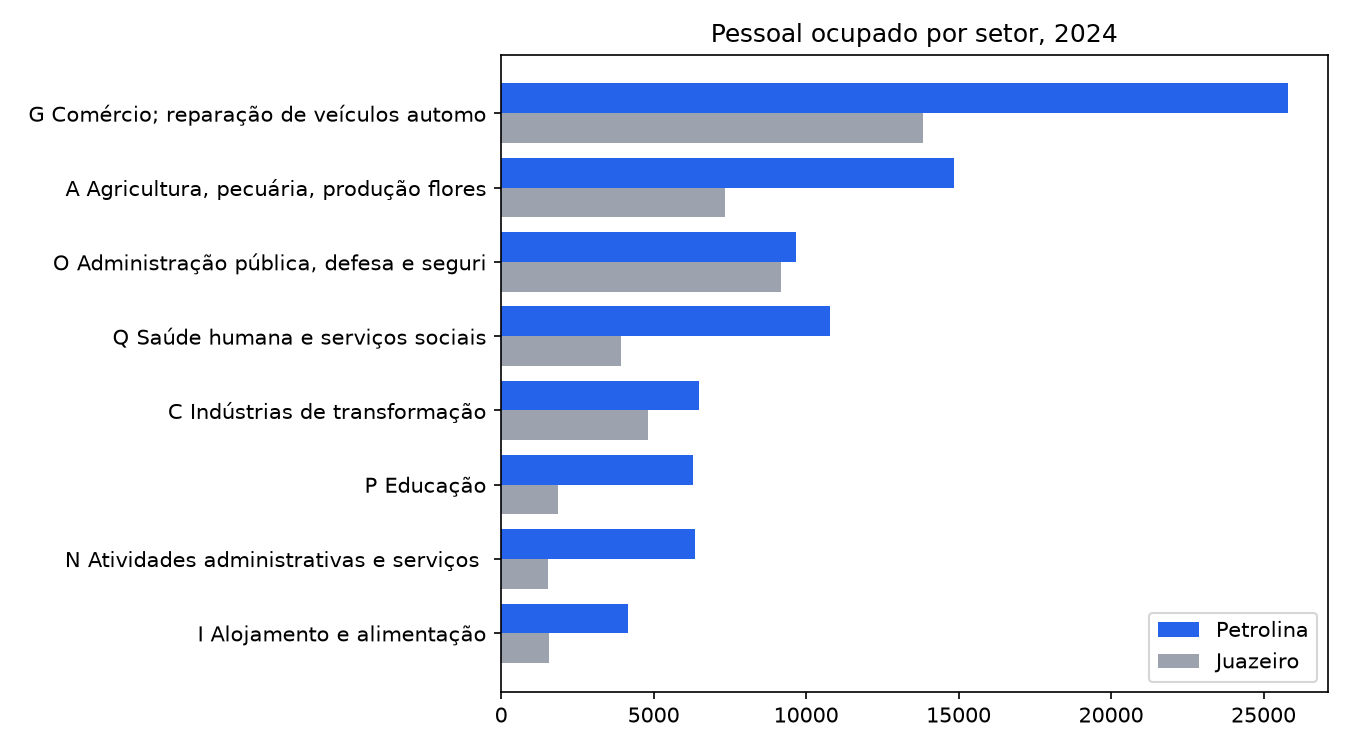 Pessoal ocupado por setor, 2024
G Comércio; reparação de veículos automo
A Agricultura, pecuária, produção flores
O Administração pública, defesa e seguri
Q Saúde humana e serviços sociais
C Indústrias de transformação
P Educação
N Atividades administrativas e serviços
I Alojamento e alimentação
Petrolina
Juazeiro
0 5000 10000 15000 20000 25000